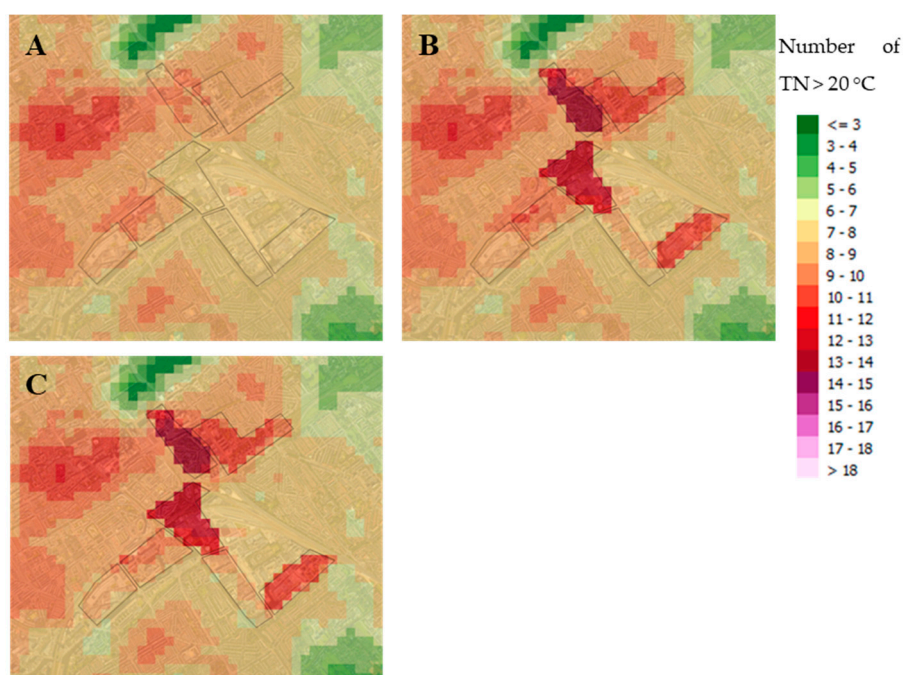 A
B
C
Number of
TN > 20 °C
<= 3
3 - 4
4 - 5
5 - 6
6 - 7
7 - 8
8 - 9
9 - 10
10 - 11
11 - 12
12 - 13
13 - 14
14 - 15
15 - 16
16 - 17
17 - 18
> 18